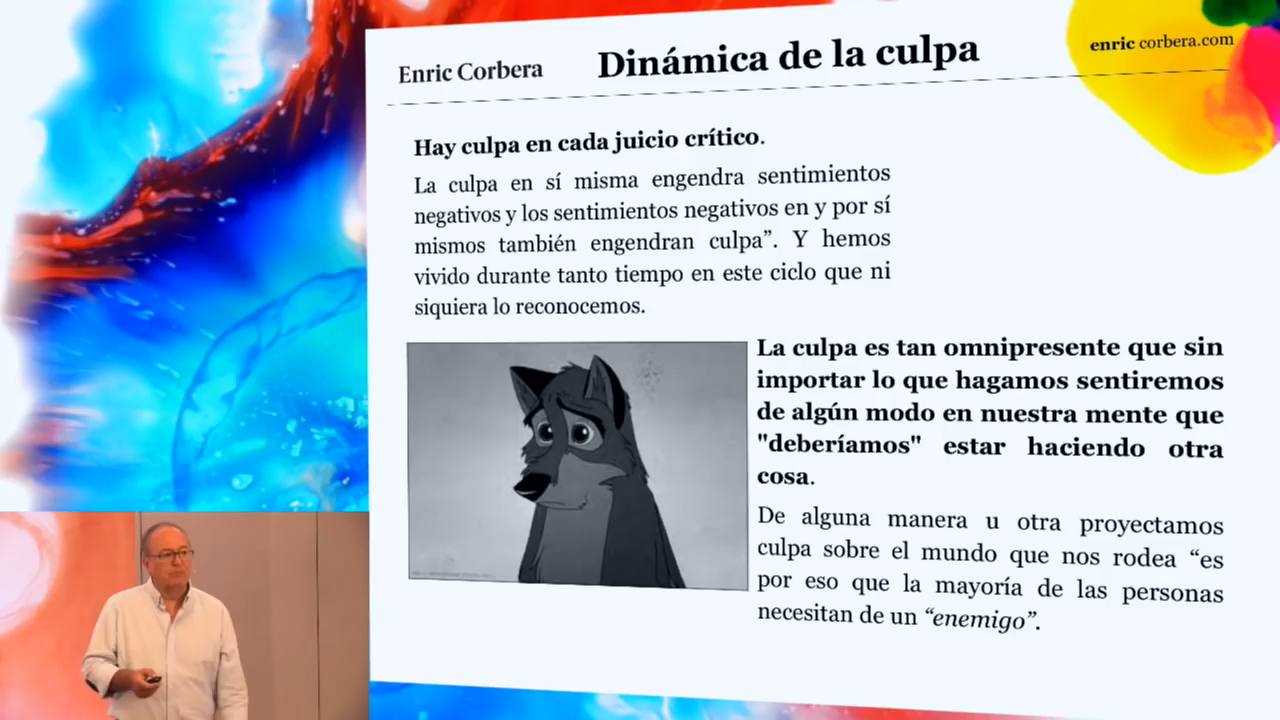 Enric Corbera
Dinámica de la culpa
enric corbera.com
Hay culpa en cada juicio crítico.
La culpa en sí misma engendra sentimientos
negativos y los sentimientos negativos en y por sí
mismos también engendran culpa”. Y hemos
vivido durante tanto tiempo en este ciclo que ni
siquiera lo reconocemos.
La culpa es tan omnipresente que sin
importar lo que hagamos sentiremos
de algún modo en nuestra mente que
"deberíamos" estar haciendo otra
cosa.
De alguna manera u otra proyectamos
culpa sobre el mundo que nos rodea “es
por eso que la mayoría de las personas
necesitan de un “enemigo”.